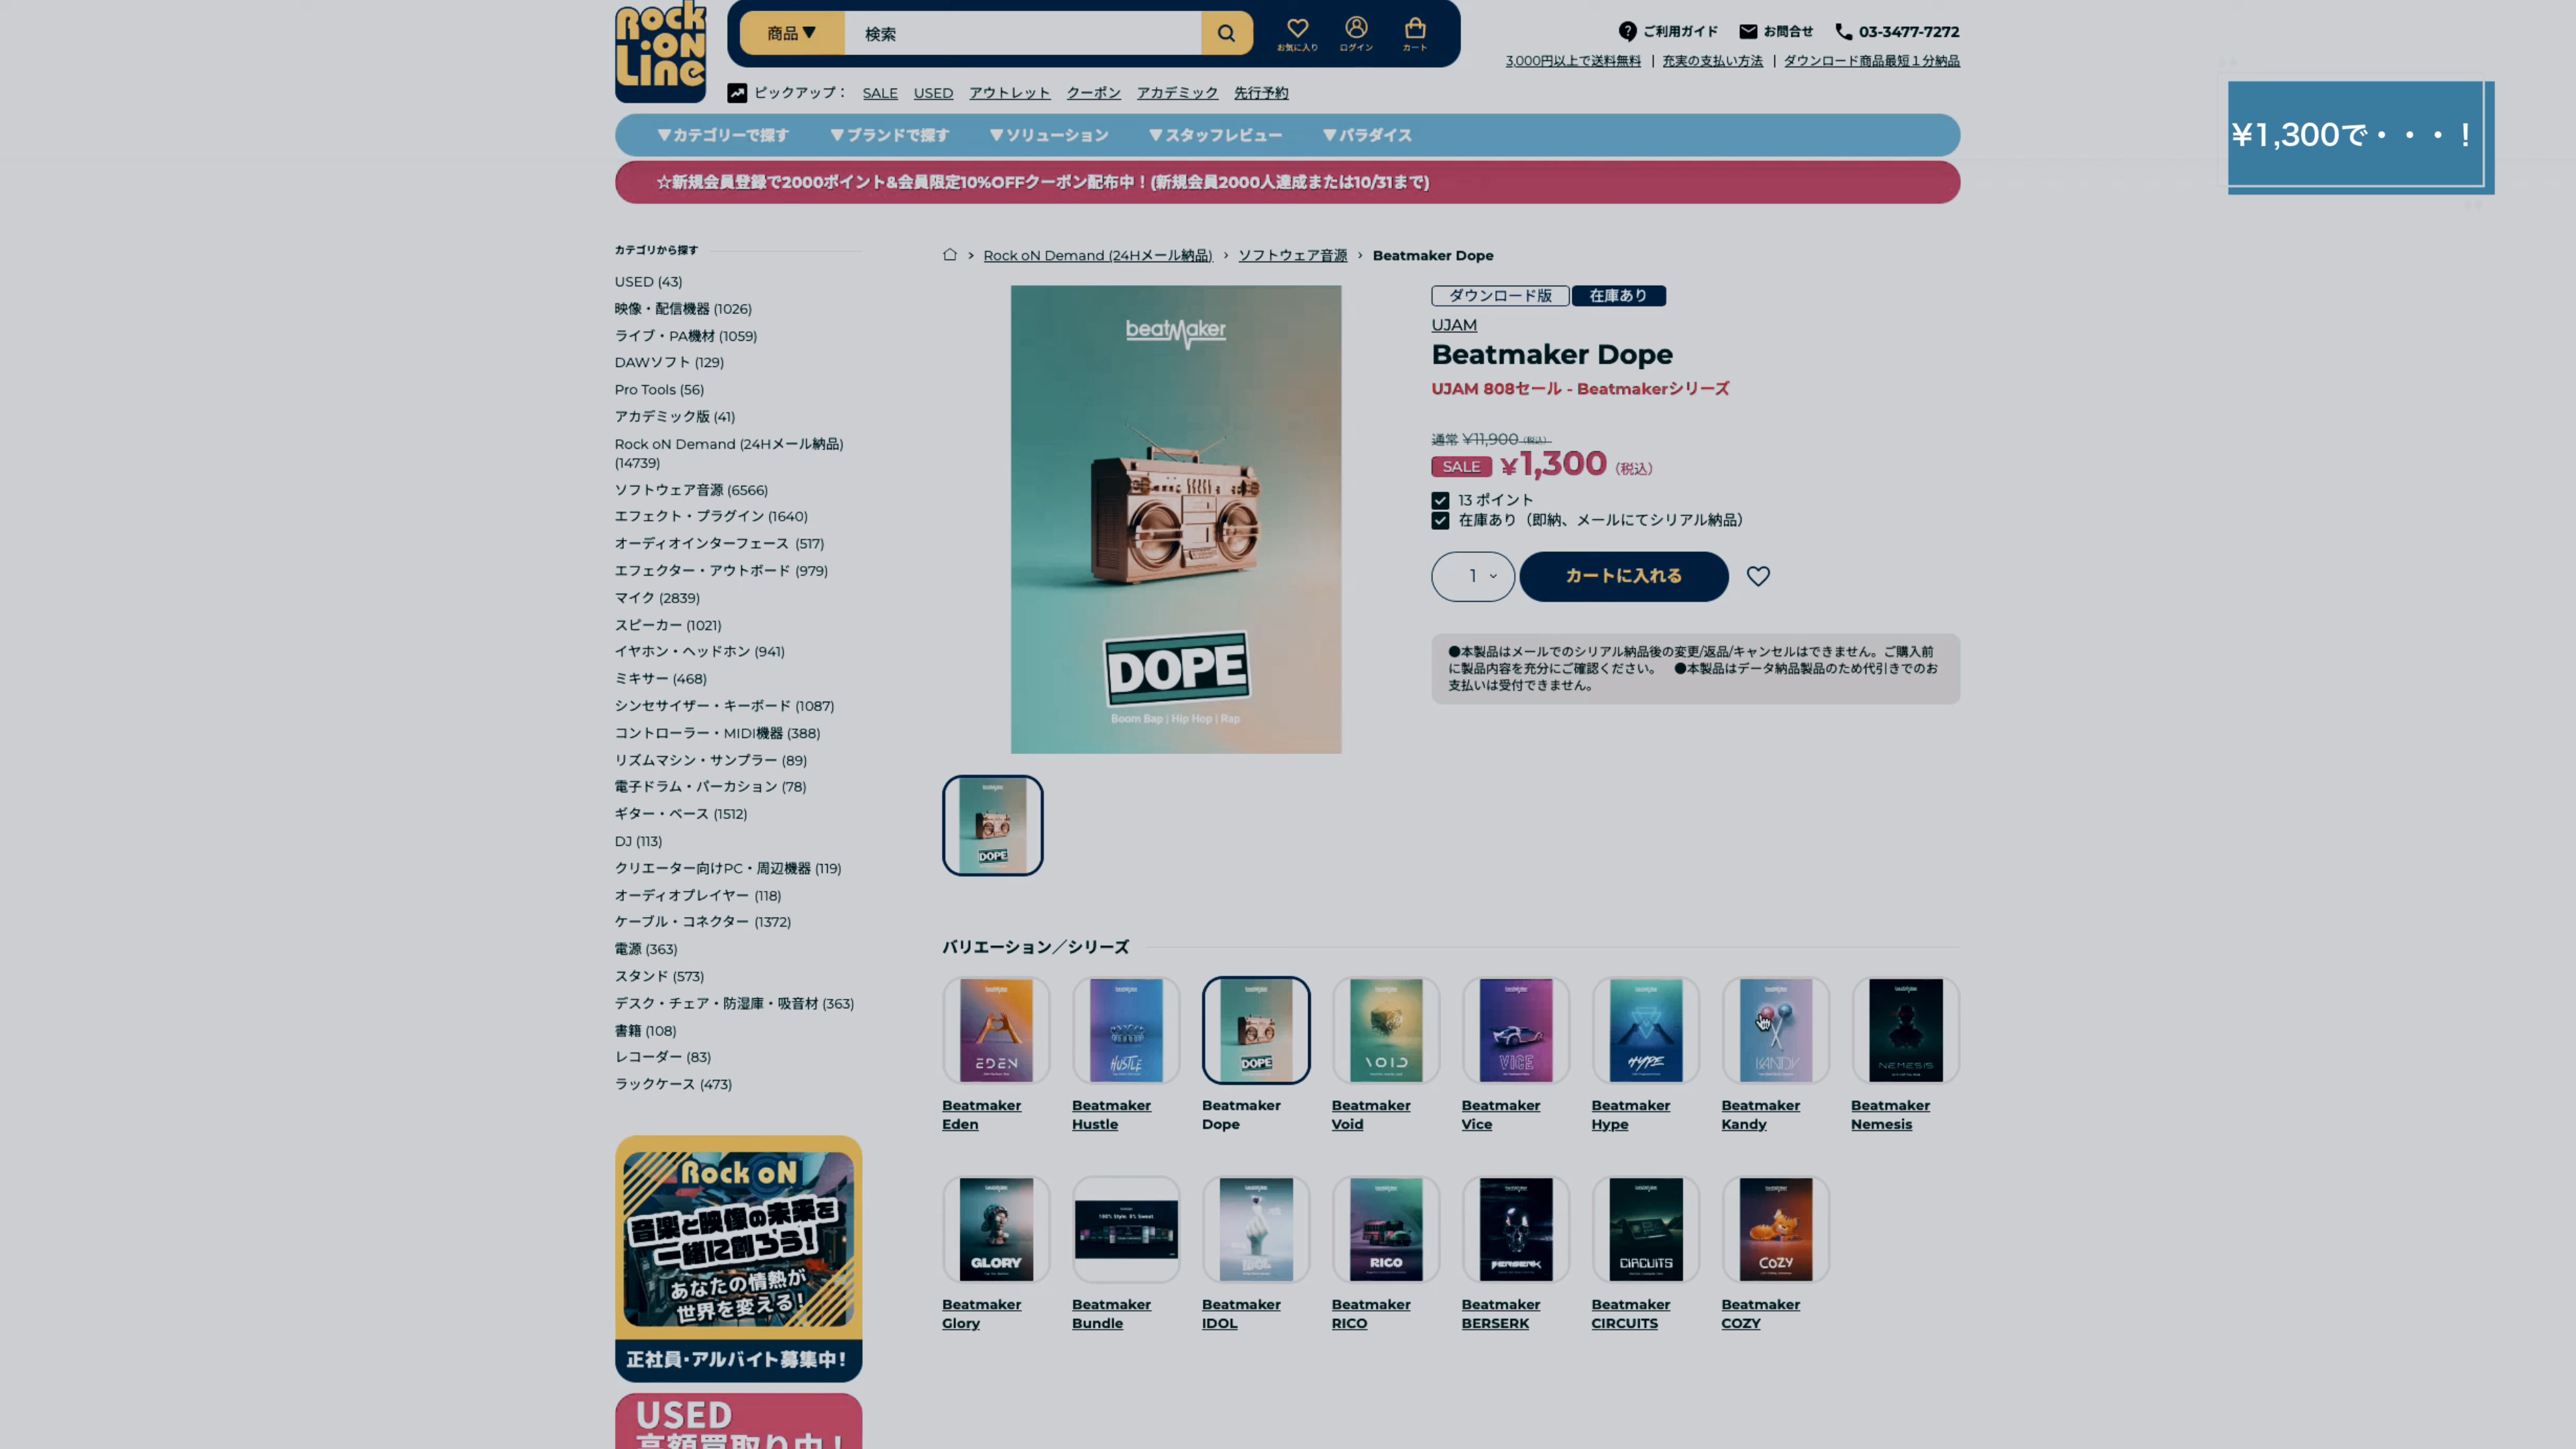 Rock oN Line
商品▼
検索
お気に入り
ログイン
カート
ご利用ガイド
お問合せ
03-3477-7272
3,000円以上で送料無料 | 充実の支払い方法 | ダウンロード商品最短１分納品
ピックアップ： SALE USED アウトレット クーポン アカデミック 先行予約
▼カテゴリーで探す ▼ブランドで探す ▼ソリューション ▼スタッフレビュー ▼パラダイス
¥1,300で・・・！
☆新規会員登録で2000ポイント&会員限定10%OFFクーポン配布中！(新規会員2000人達成または10/31まで)
カテゴリから探す
USED (43)
映像・配信機器 (1026)
ライブ・PA機材 (1059)
DAWソフト (129)
Pro Tools (56)
アカデミック版 (41)
Rock oN Demand (24Hメール納品)
(14739)
ソフトウェア音源 (6566)
エフェクト・プラグイン (1640)
オーディオインターフェース (517)
エフェクター・アウトボード (979)
マイク (2839)
スピーカー (1021)
イヤホン・ヘッドホン (941)
ミキサー (468)
シンセサイザー・キーボード (1087)
コントローラー・MIDI機器 (388)
リズムマシン・サンプラー (89)
電子ドラム・パーカション (78)
ギター・ベース (1512)
DJ (113)
クリエーター向けPC・周辺機器 (119)
オーディオプレイヤー (118)
ケーブル・コネクター (1372)
電源 (363)
スタンド (573)
デスク・チェア・防湿庫・吸音材 (363)
書籍 (108)
レコーダー (83)
ラックケース (473)
Rock oN
音楽と映像の未来を
一緒に創ろう!
あなたの情熱が
世界を変える!
正社員・アルバイト募集中!
USED
高額買取り中!
Rock oN Demand (24Hメール納品) › ソフトウェア音源 › Beatmaker Dope
beatMaker
DOPE
Boom Bap | Hip Hop | Rap
ダウンロード版
在庫あり
UJAM
Beatmaker Dope
UJAM 808セール - Beatmakerシリーズ
通常 ¥11,900 (税込)
SALE ¥1,300（税込）
13 ポイント
在庫あり（即納、メールにてシリアル納品）
1
カートに入れる
●本製品はメールでのシリアル納品後の変更/返品/キャンセルはできません。ご購入前
に製品内容を充分にご確認ください。 ●本製品はデータ納品製品のため代引きでのお
支払いは受付できません。
DOPE
バリエーション／シリーズ
EDEN
HUSTLE
DOPE
VOID
VICE
HYPE
KANDY
NEMESIS
Beatmaker Eden
Beatmaker Hustle
Beatmaker Dope
Beatmaker Void
Beatmaker Vice
Beatmaker Hype
Beatmaker Kandy
Beatmaker Nemesis
GLORY
100% Style. 0% Sweat.
IDOL
RICO
BERSERK
CIRCUITS
COZY
Beatmaker Glory
Beatmaker Bundle
Beatmaker IDOL
Beatmaker RICO
Beatmaker BERSERK
Beatmaker CIRCUITS
Beatmaker COZY